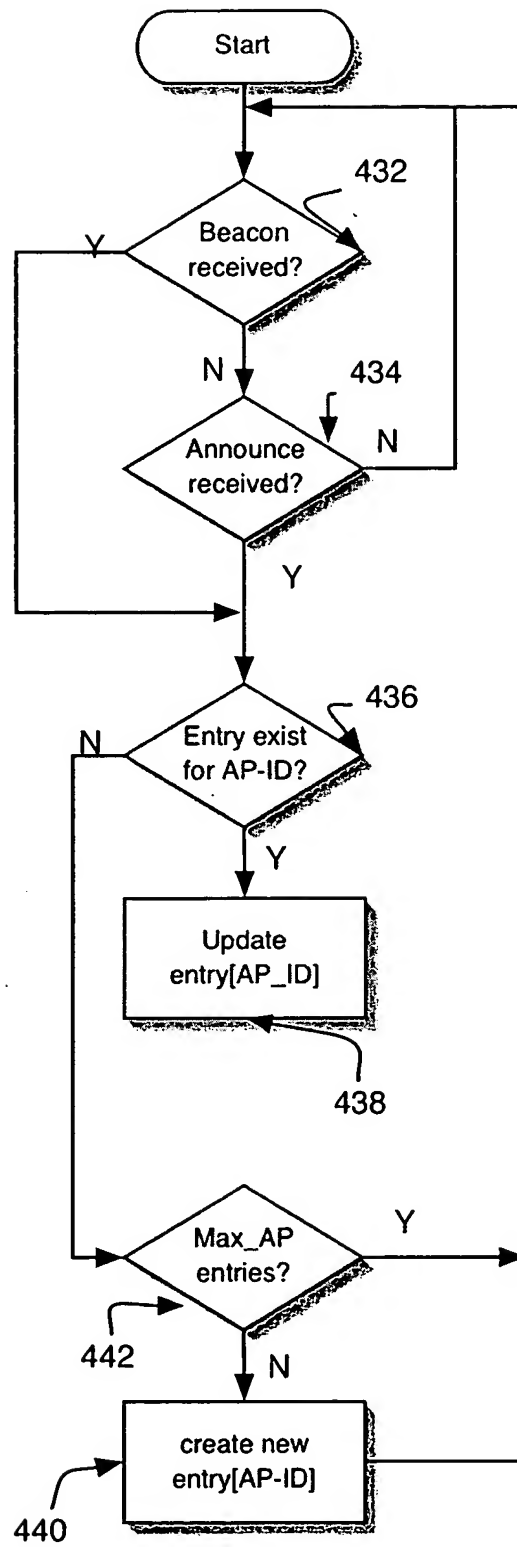 Start
432
Y
Beacon
received?
N
434
Announce
received?
N
Y
436
N
Entry exist
for AP-ID?
Y
Update
entry[AP_ID]
438
Max_AP
entries?
Y
442
N
create new
entry[AP-ID]
440